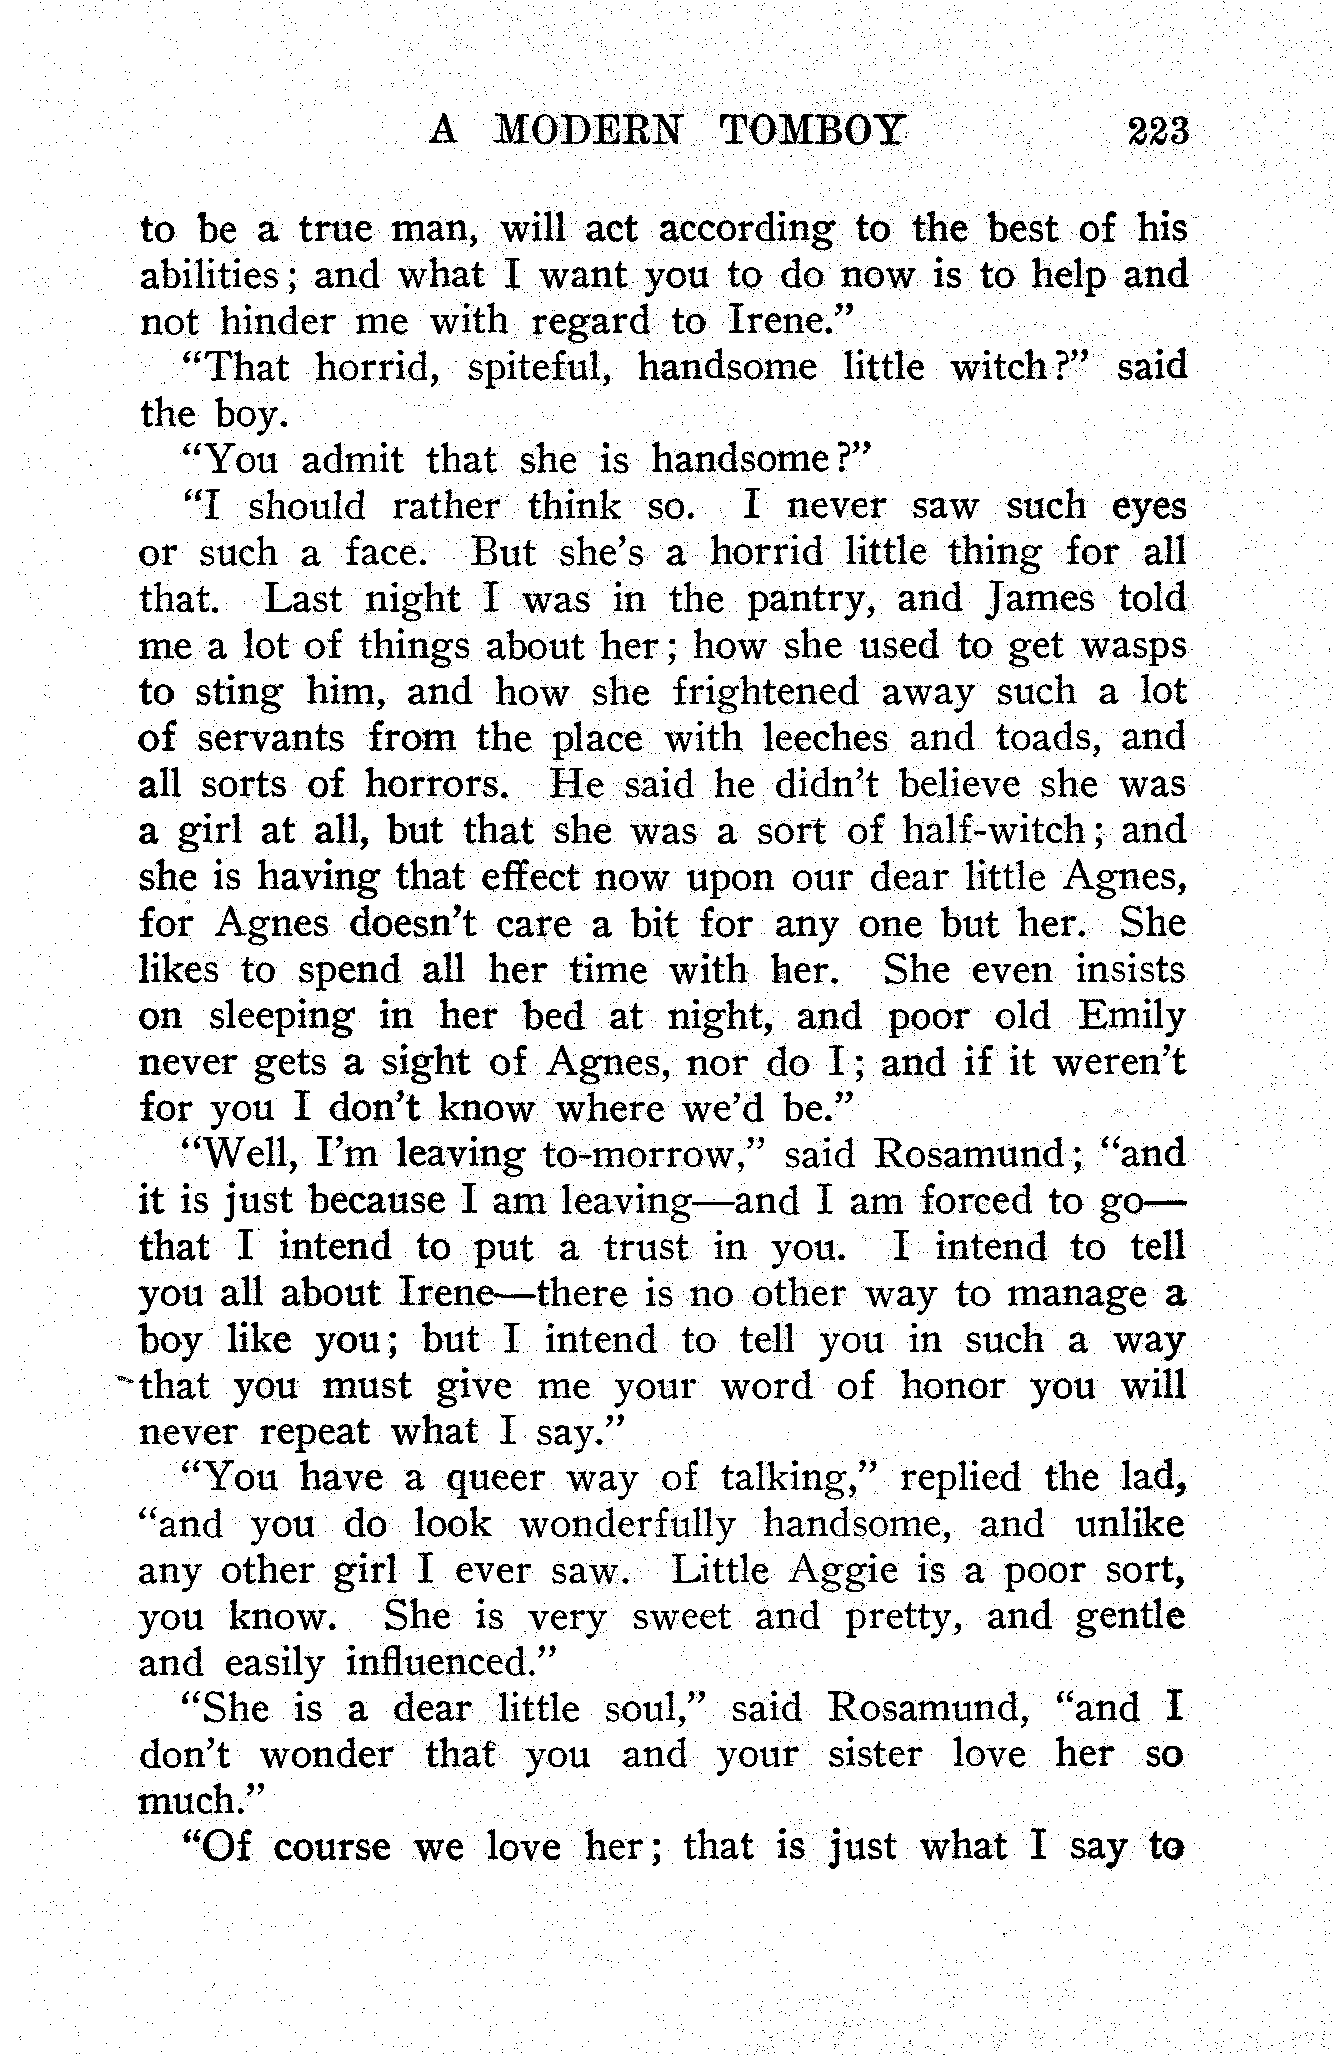 A MODERN TOMBOY 223
to be a true man, will act according to the best of his
abilities; and what I want you to do now is to help and
not hinder me with regard to Irene.”
“That horrid, spiteful, handsome little witch?” said
the boy.
“You admit that she is handsome?”
“I should rather think so. I never saw such eyes
or such a face. But she’s a horrid little thing for all
that. Last night I was in the pantry, and James told
me a lot of things about her; how she used to get wasps
to sting him, and how she frightened away such a lot
of servants from the place with leeches and toads, and
all sorts of horrors. He said he didn’t believe she was
a girl at all, but that she was a sort of half-witch; and
she is having that effect now upon our dear little Agnes,
for Agnes doesn’t care a bit for any one but her. She
likes to spend all her time with her. She even insists
on sleeping in her bed at night, and poor old Emily
never gets a sight of Agnes, nor do I; and if it weren’t
for you I don’t know where we’d be.”
“Well, I’m leaving to-morrow,” said Rosamund; “and
it is just because I am leaving—and I am forced to go—
that I intend to put a trust in you. I intend to tell
you all about Irene—there is no other way to manage a
boy like you; but I intend to tell you in such a way
that you must give me your word of honor you will
never repeat what I say.”
“You have a queer way of talking,” replied the lad,
“and you do look wonderfully handsome, and unlike
any other girl I ever saw. Little Aggie is a poor sort,
you know. She is very sweet and pretty, and gentle
and easily influenced.”
“She is a dear little soul,” said Rosamund, “and I
don’t wonder that you and your sister love her so
much.”
“Of course we love her; that is just what I say to